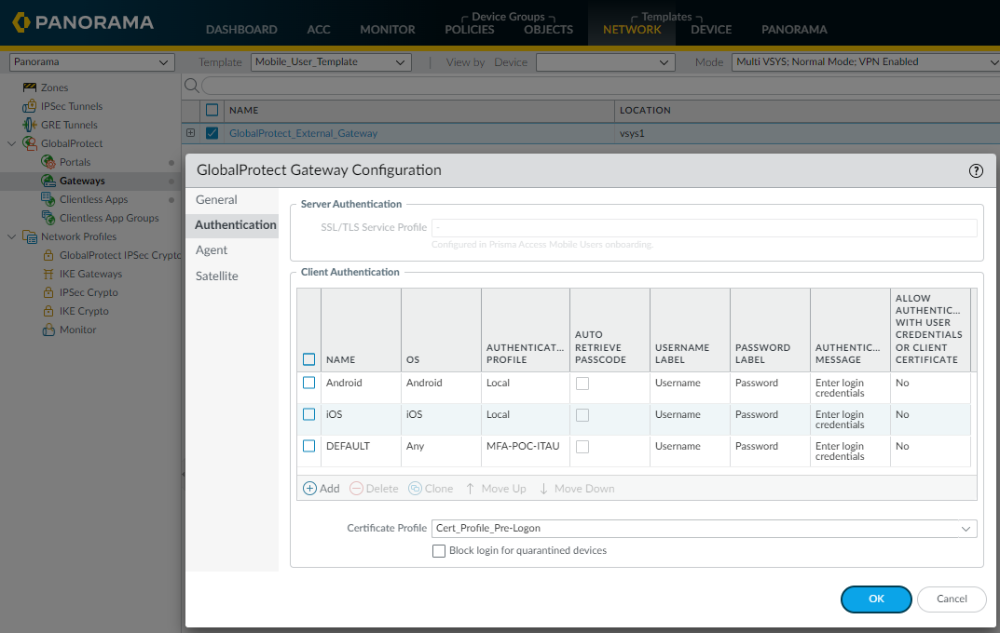 PANORAMA
Device Groups
Templates
DASHBOARD ACC MONITOR POLICIES OBJECTS NETWORK DEVICE PANORAMA
Panorama
Template Mobile_User_Template View by Device Mode Multi VSYS; Normal Mode; VPN Enabled
Zones
IPSec Tunnels
GRE Tunnels
GlobalProtect
Portals
Gateways
Clientless Apps
Clientless App Groups
Network Profiles
GlobalProtect IPSec Crypto
IKE Gateways
IPSec Crypto
IKE Crypto
Monitor
NAME LOCATION
GlobalProtect_External_Gateway vsys1
GlobalProtect Gateway Configuration
?
General
Authentication
Agent
Satellite
Server Authentication
SSL/TLS Service Profile -
Configured in Prisma Access Mobile Users onboarding.
Client Authentication
NAME
OS
AUTHENTICAT...
PROFILE
AUTO
RETRIEVE
PASSCODE
USERNAME
LABEL
PASSWORD
LABEL
AUTHENTIC...
MESSAGE
ALLOW
AUTHENTIC...
WITH USER
CREDENTIALS
OR CLIENT
CERTIFICATE
Android Android Local Username Password Enter login No
credentials
iOS iOS Local Username Password Enter login No
credentials
DEFAULT Any MFA-POC-ITAU Username Password Enter login No
credentials
Add Delete Clone Move Up Move Down
Certificate Profile Cert_Profile_Pre-Logon
Block login for quarantined devices
OK Cancel